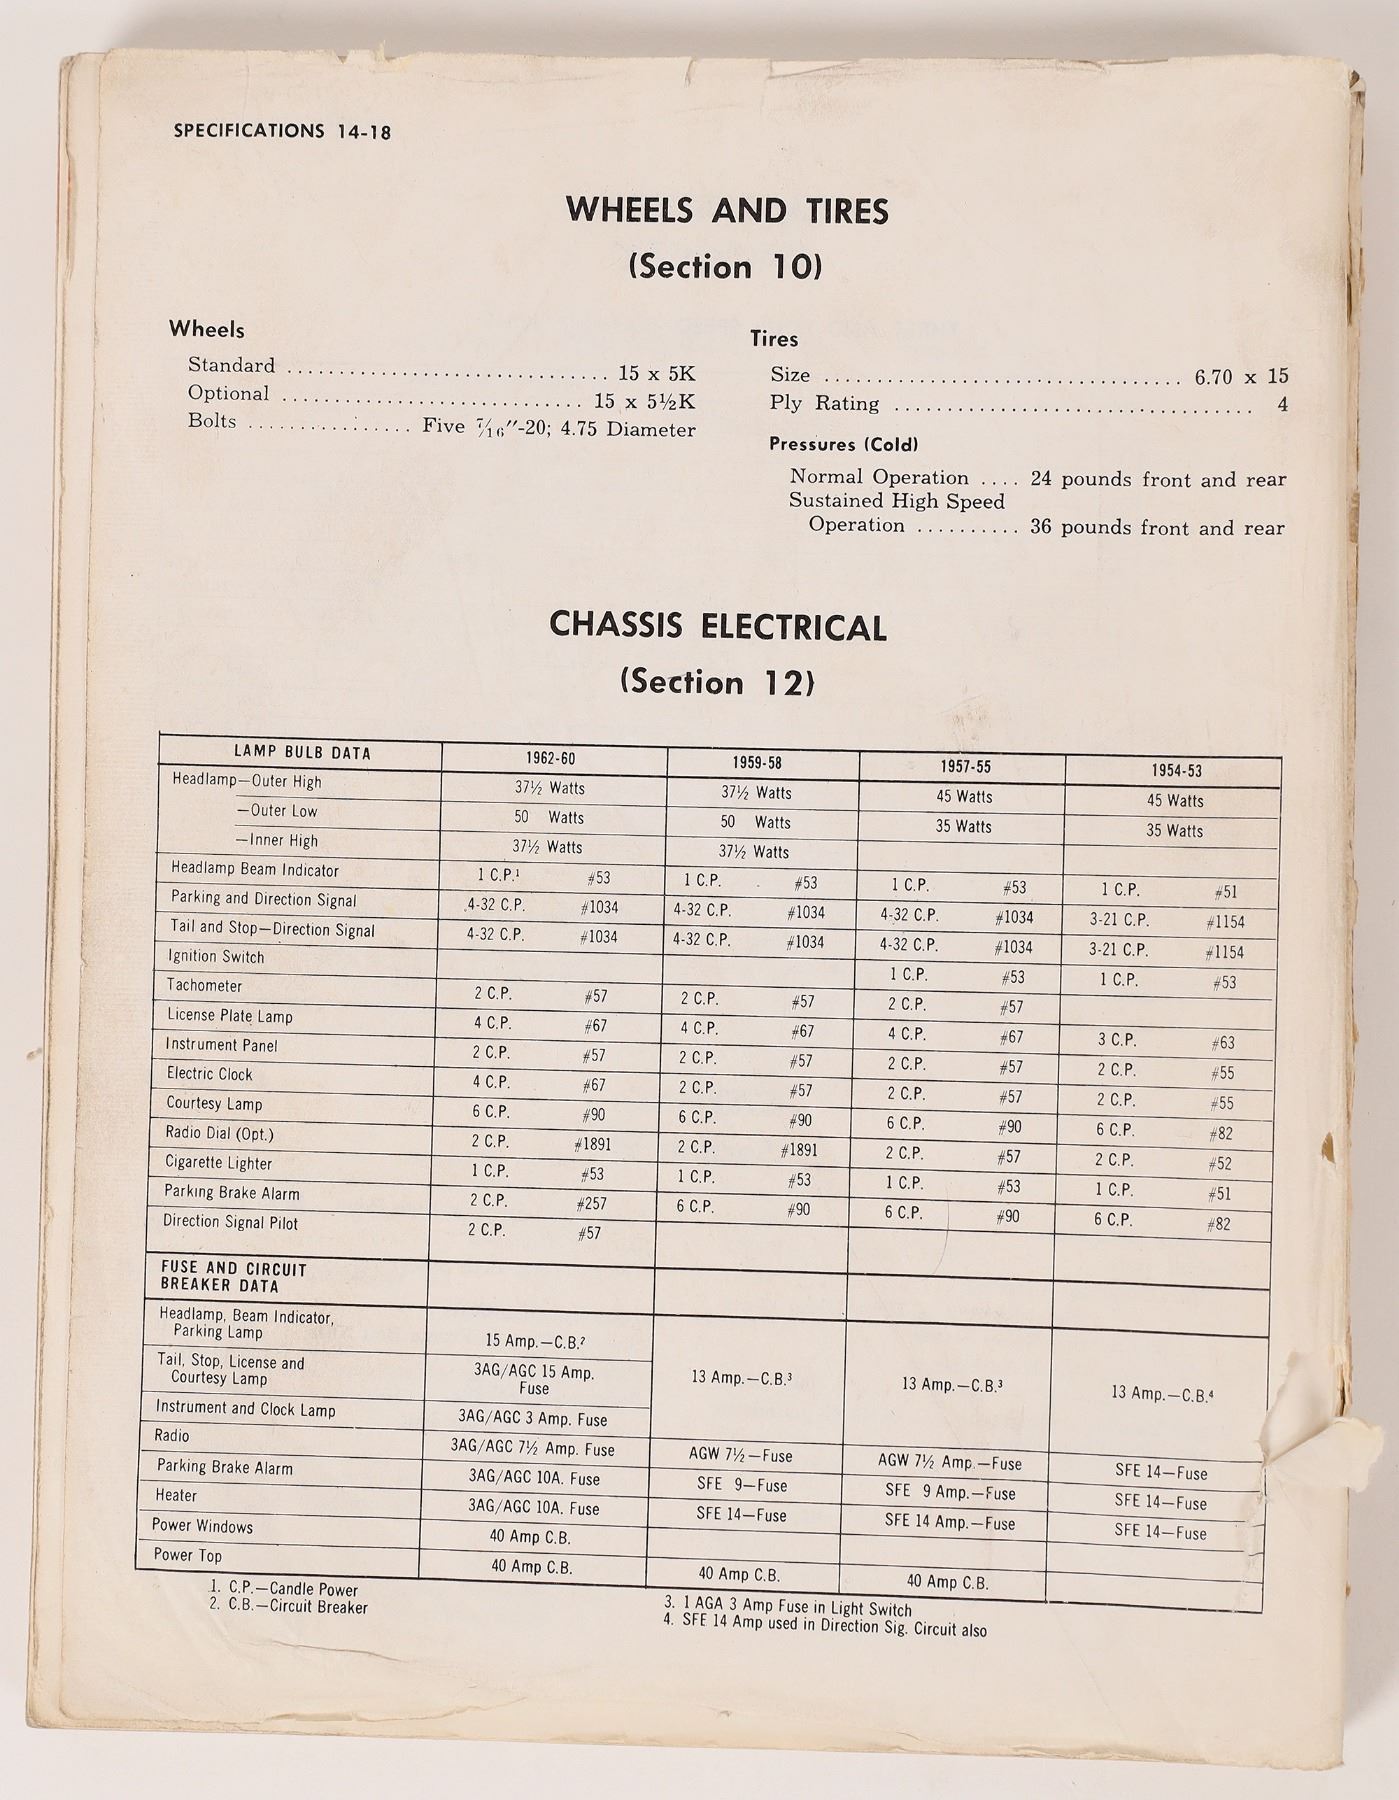 SPECIFICATIONS 14-18
WHEELS AND TIRES
(Section 10)
Wheels
Standard .............................. 15 x 5K
Optional ............................ 15 x 5½K
Bolts ................ Five 7/16"-20; 4.75 Diameter
Tires
Size .................................. 6.70 x 15
Ply Rating .................................. 4
Pressures (Cold)
Normal Operation .... 24 pounds front and rear
Sustained High Speed
Operation .......... 36 pounds front and rear
CHASSIS ELECTRICAL
(Section 12)
LAMP BULB DATA 1962-60 1959-58 1957-55 1954-53
Headlamp—Outer High 37½ Watts 37½ Watts 45 Watts 45 Watts
—Outer Low 50 Watts 50 Watts 35 Watts 35 Watts
—Inner High 37½ Watts 37½ Watts
Headlamp Beam Indicator 1 C.P.¹ #53 1 C.P. #53 1 C.P. #53 1 C.P. #51
Parking and Direction Signal 4-32 C.P. #1034 4-32 C.P. #1034 4-32 C.P. #1034 3-21 C.P. #1154
Tail and Stop—Direction Signal 4-32 C.P. #1034 4-32 C.P. #1034 4-32 C.P. #1034 3-21 C.P. #1154
Ignition Switch 1 C.P. #53 1 C.P. #53
Tachometer 2 C.P. #57 2 C.P. #57 2 C.P. #57
License Plate Lamp 4 C.P. #67 4 C.P. #67 4 C.P. #67 3 C.P. #63
Instrument Panel 2 C.P. #57 2 C.P. #57 2 C.P. #57 2 C.P. #55
Electric Clock 4 C.P. #67 2 C.P. #57 2 C.P. #57 2 C.P. #55
Courtesy Lamp 6 C.P. #90 6 C.P. #90 6 C.P. #90 6 C.P. #82
Radio Dial (Opt.) 2 C.P. #1891 2 C.P. #1891 2 C.P. #57 2 C.P. #52
Cigarette Lighter 1 C.P. #53 1 C.P. #53 1 C.P. #53 1 C.P. #51
Parking Brake Alarm 2 C.P. #257 6 C.P. #90 6 C.P. #90 6 C.P. #82
Direction Signal Pilot 2 C.P. #57
FUSE AND CIRCUIT
BREAKER DATA
Headlamp, Beam Indicator,
Parking Lamp 15 Amp.—C.B.²
Tail, Stop, License and 3AG/AGC 15 Amp.
Courtesy Lamp Fuse 13 Amp.—C.B.³ 13 Amp.—C.B.³ 13 Amp.—C.B.⁴
Instrument and Clock Lamp 3AG/AGC 3 Amp. Fuse
Radio 3AG/AGC 7½ Amp. Fuse AGW 7½—Fuse AGW 7½ Amp.—Fuse SFE 14—Fuse
Parking Brake Alarm 3AG/AGC 10A. Fuse SFE 9—Fuse SFE 9 Amp.—Fuse SFE 14—Fuse
Heater 3AG/AGC 10A. Fuse SFE 14—Fuse SFE 14 Amp.—Fuse SFE 14—Fuse
Power Windows 40 Amp C.B.
Power Top 40 Amp C.B. 40 Amp C.B. 40 Amp C.B.
1. C.P.—Candle Power
2. C.B.—Circuit Breaker
3. 1 AGA 3 Amp Fuse in Light Switch
4. SFE 14 Amp used in Direction Sig. Circuit also